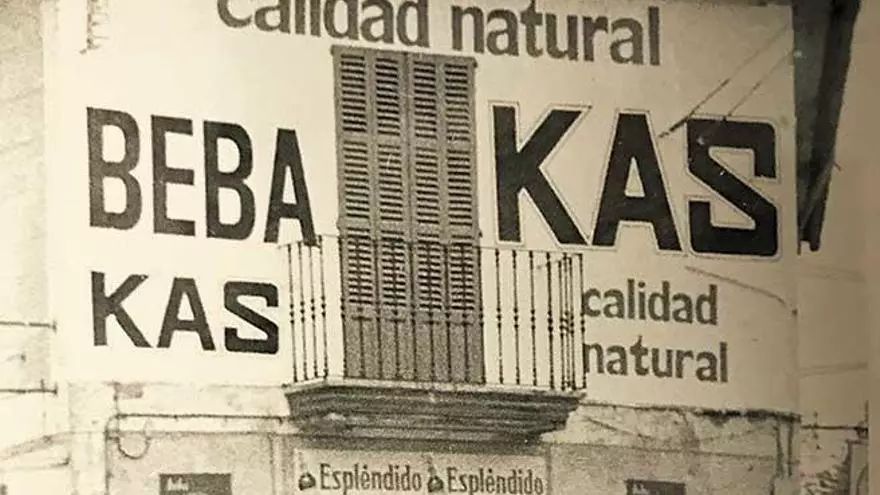 calidad natural
BEBA KAS
KAS
calidad
natural
Espléndido Espléndido